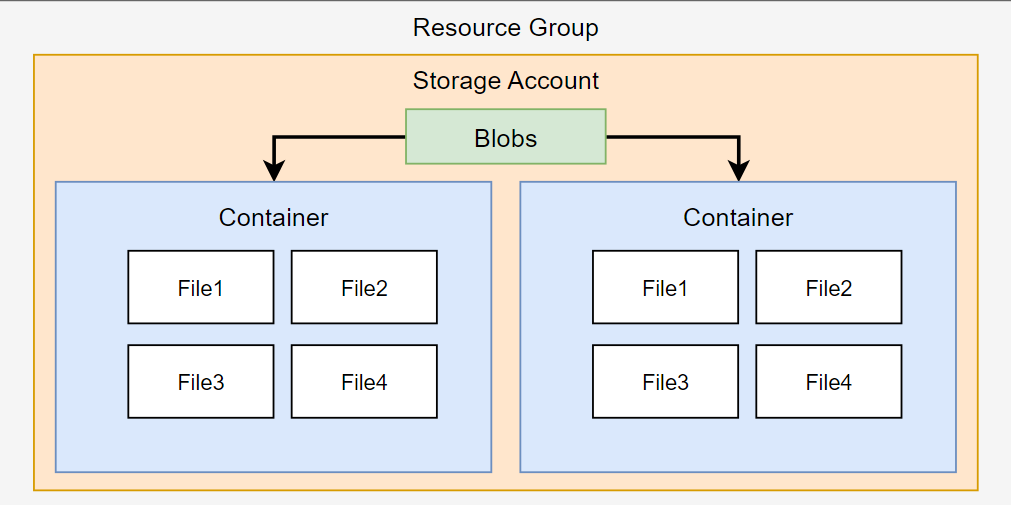 Resource Group
Storage Account
Blobs
Container
File1
File2
File3
File4
Container
File1
File2
File3
File4